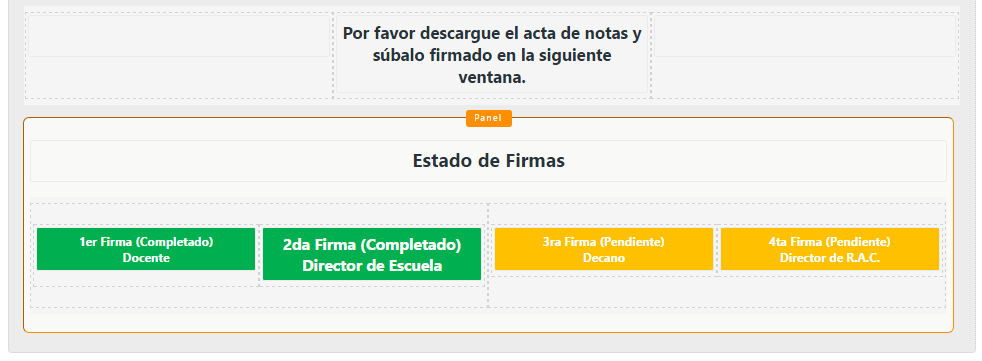 Por favor descargue el acta de notas y
súbalo firmado en la siguiente
ventana.
Panel
Estado de Firmas
1er Firma (Completado)
Docente
2da Firma (Completado)
Director de Escuela
3ra Firma (Pendiente)
Decano
4ta Firma (Pendiente)
Director de R.A.C.